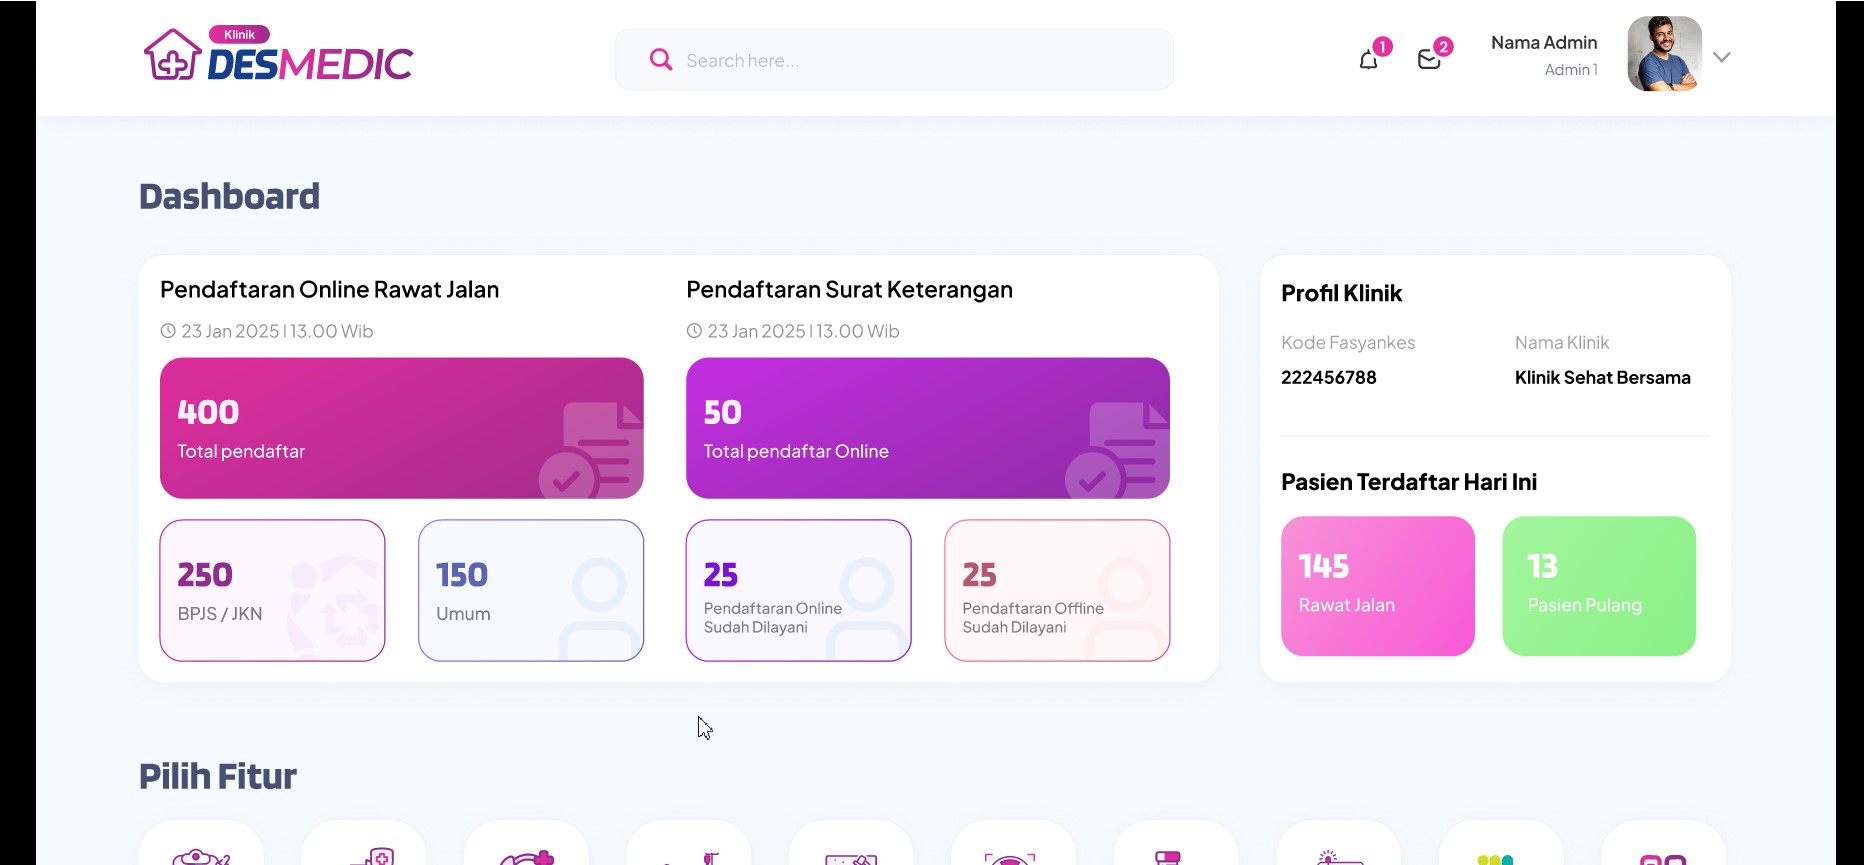 Klinik
DESMEDIC
Search here...
1
2
Nama Admin
Admin 1
Dashboard
Pendaftaran Online Rawat Jalan
23 Jan 2025 | 13.00 Wib
400
Total pendaftar
250
BPJS / JKN
150
Umum
Pendaftaran Surat Keterangan
23 Jan 2025 | 13.00 Wib
50
Total pendaftar Online
25
Pendaftaran Online
Sudah Dilayani
25
Pendaftaran Offline
Sudah Dilayani
Profil Klinik
Kode Fasyankes
222456788
Nama Klinik
Klinik Sehat Bersama
Pasien Terdaftar Hari Ini
145
Rawat Jalan
13
Pasien Pulang
Pilih Fitur